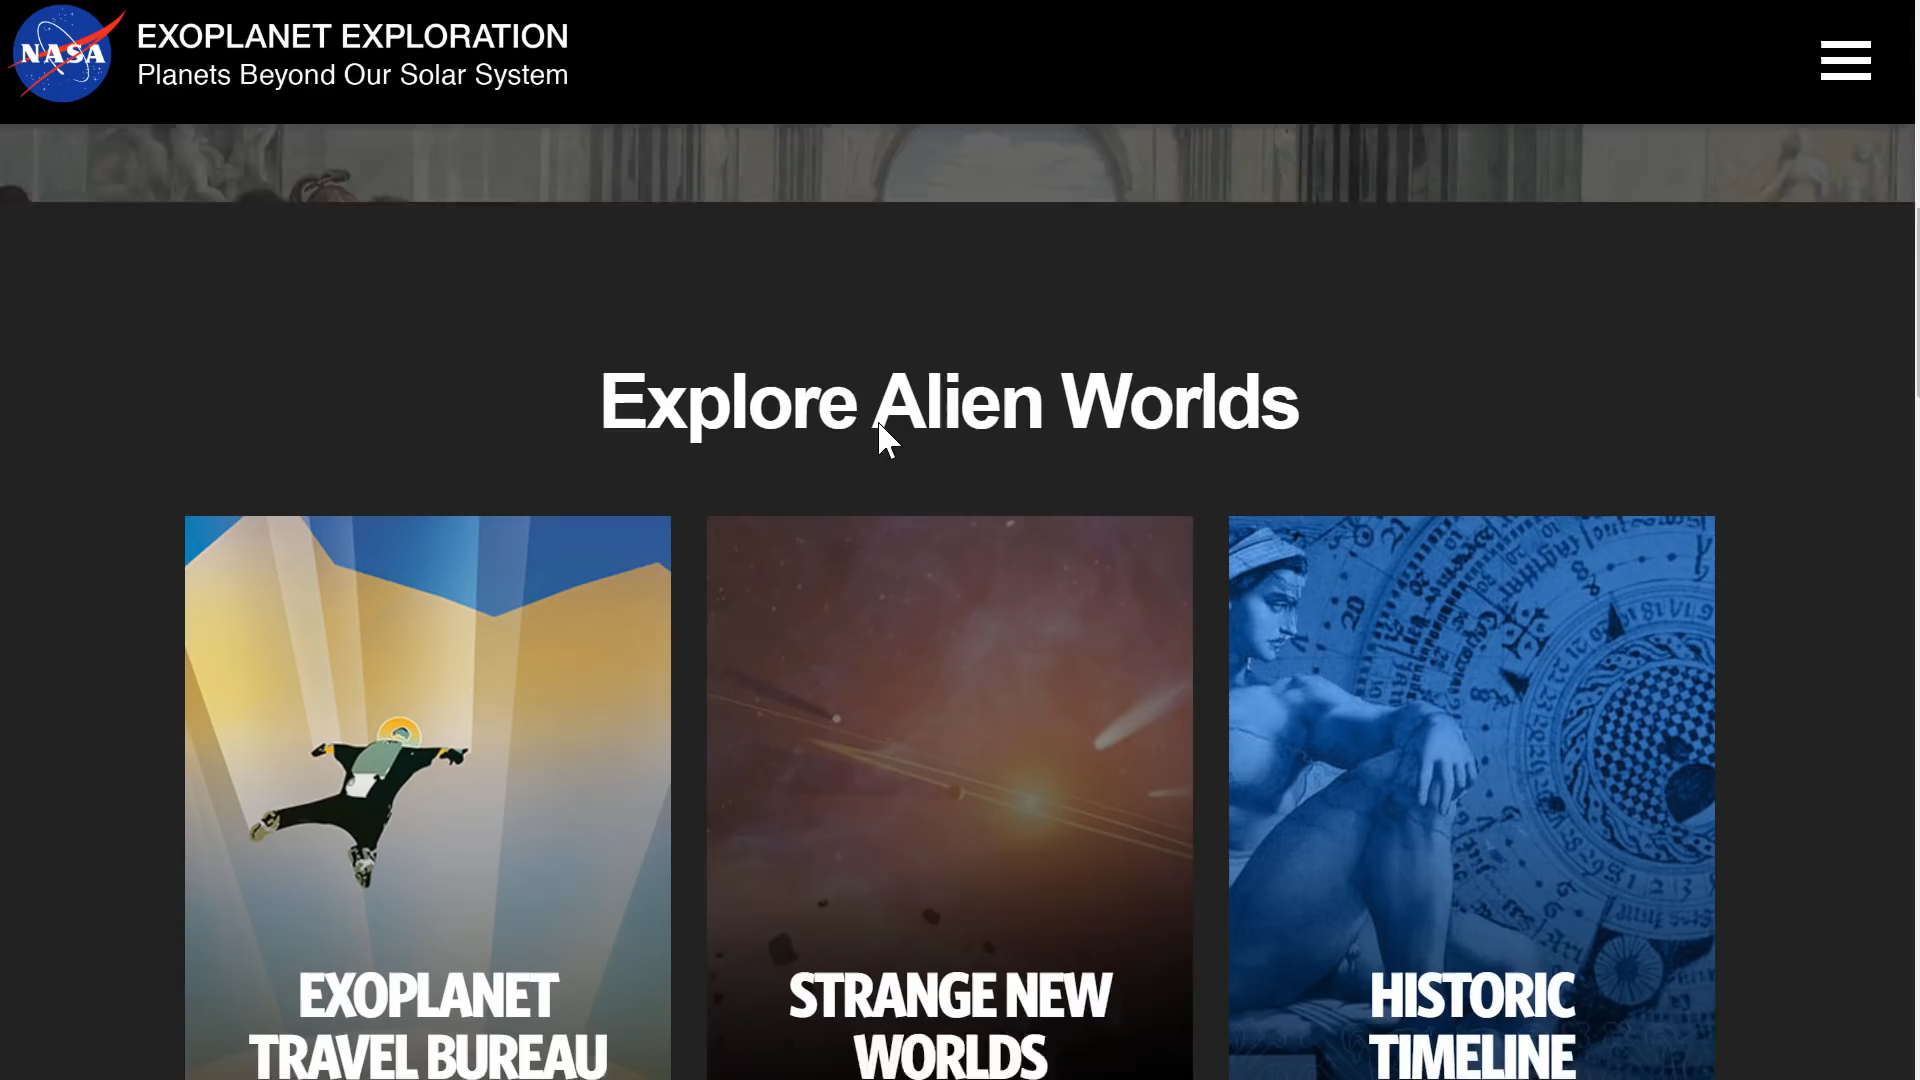 NASA
EXOPLANET EXPLORATION
Planets Beyond Our Solar System
Explore Alien Worlds
EXOPLANET
TRAVEL BUREAU
STRANGE NEW
WORLDS
HISTORIC
TIMELINE